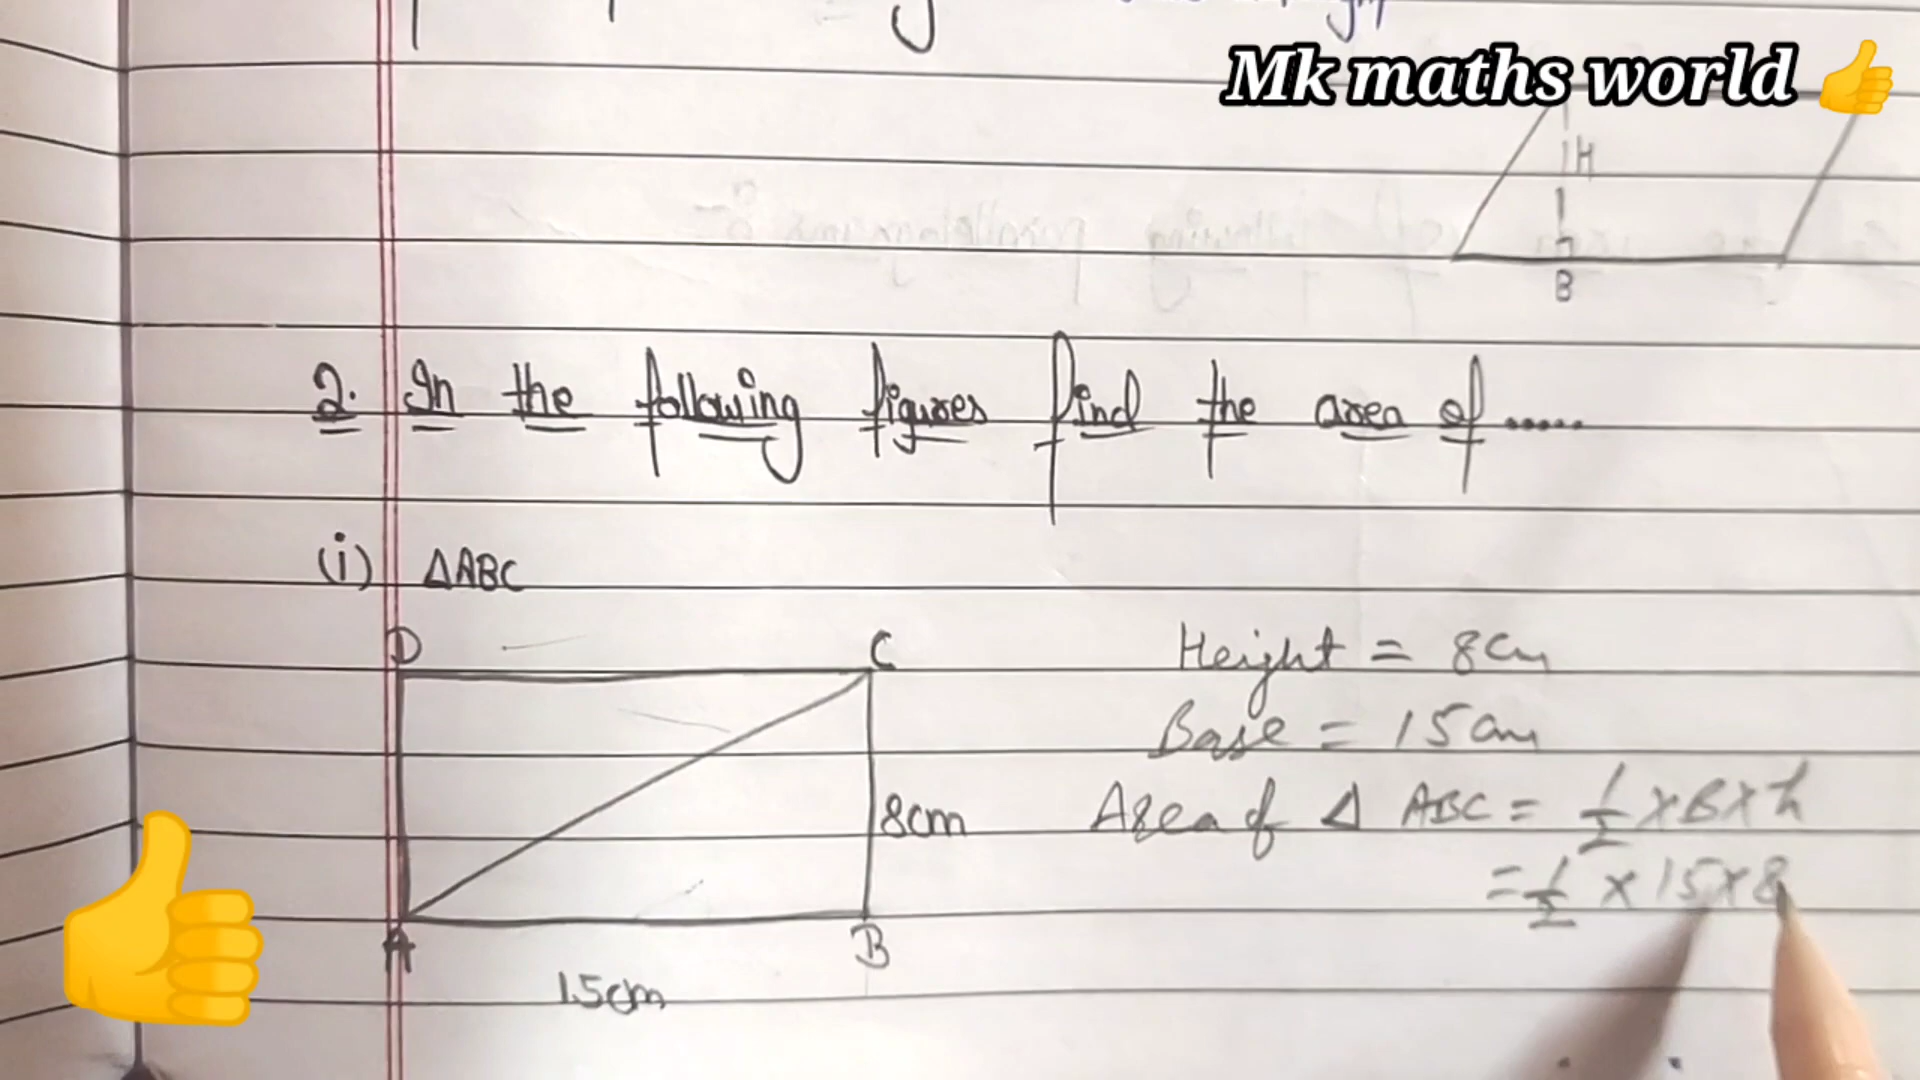 Mk maths world
H
B
2. In the following figures find the area of .....
(i) ΔABC
D C
Height = 8cm
Base = 15cm
8cm
Area of Δ ABC = 1/2 × B × h
= 1/2 × 15 × 8
A B
15cm